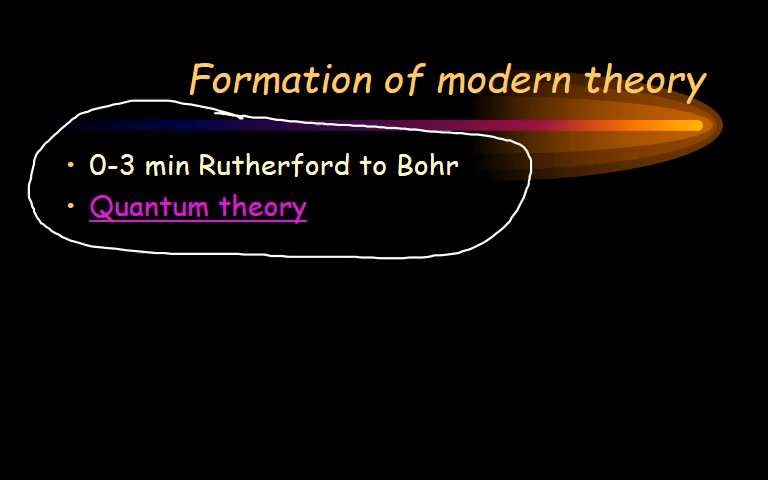 Formation of modern theory
• 0-3 min Rutherford to Bohr
• Quantum theory